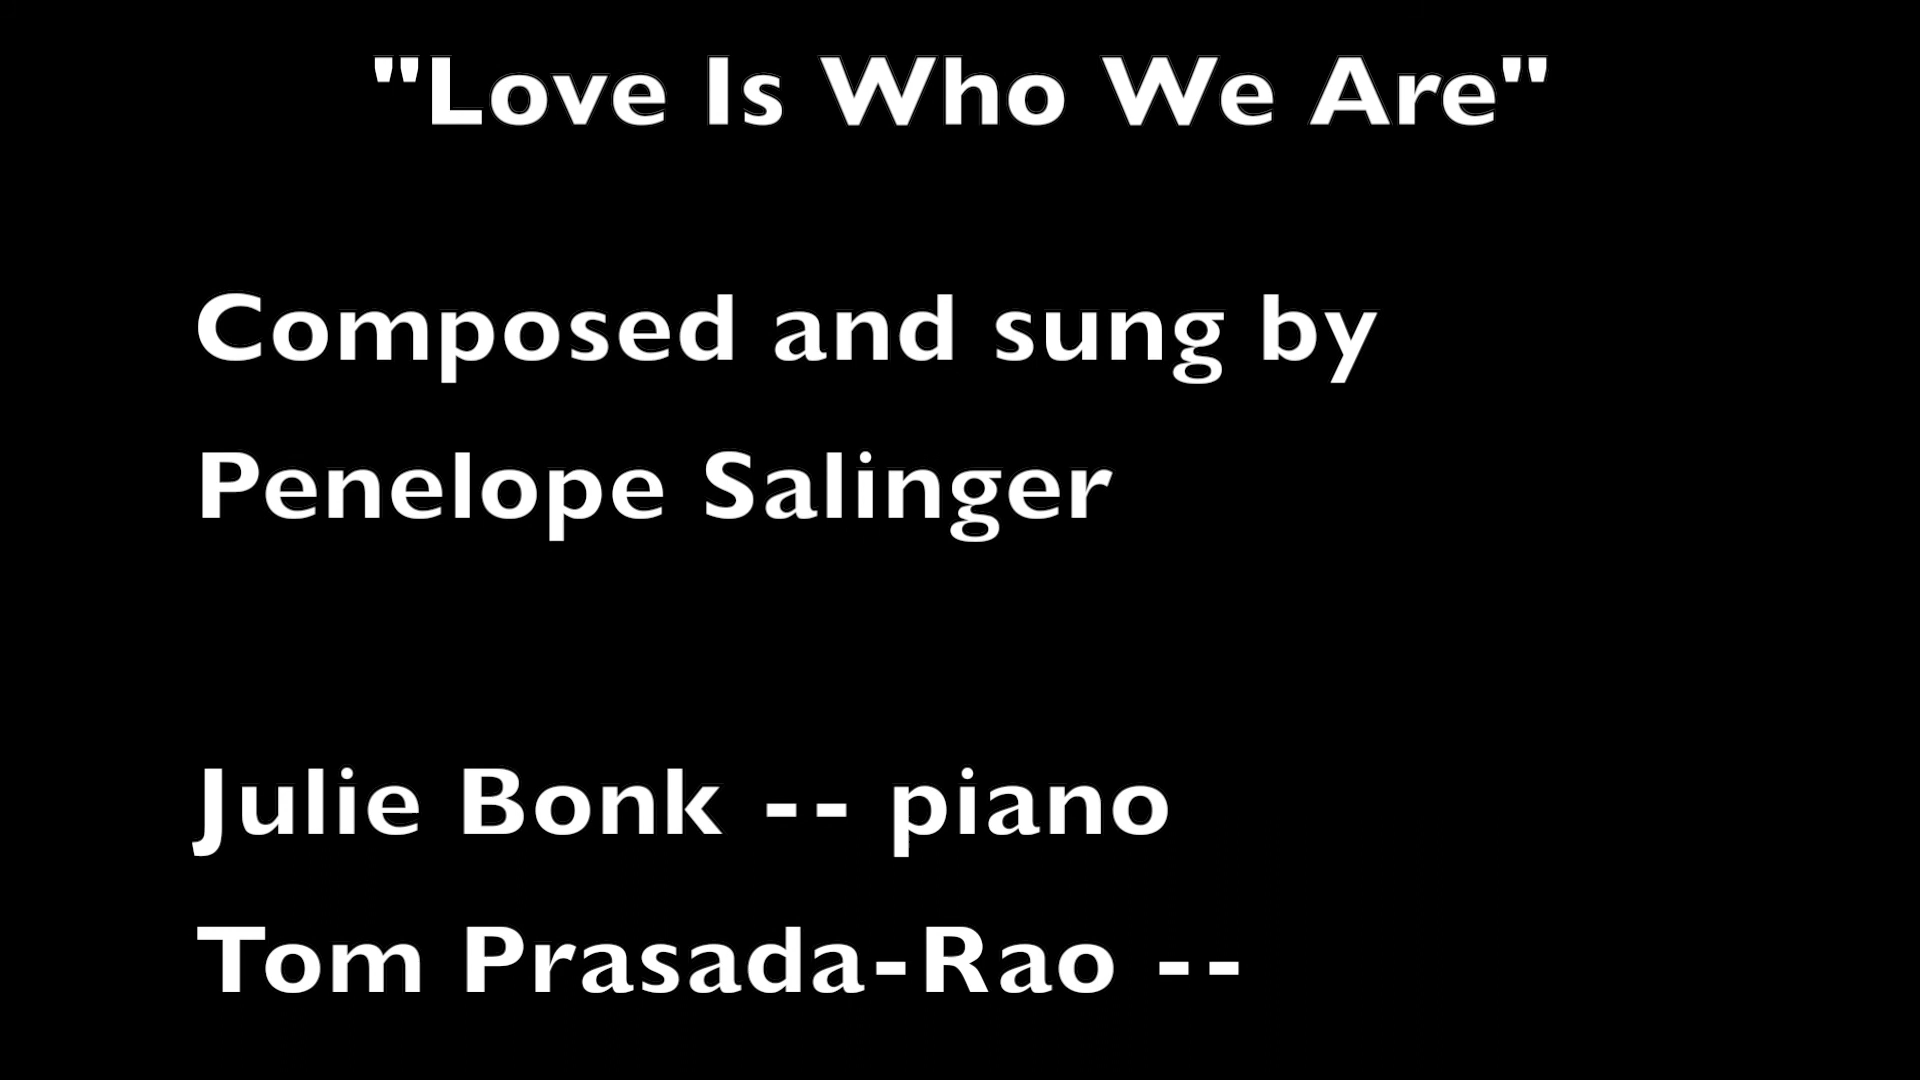 "Love Is Who We Are"
Composed and sung by
Penelope Salinger
Julie Bonk -- piano
Tom Prasada-Rao --